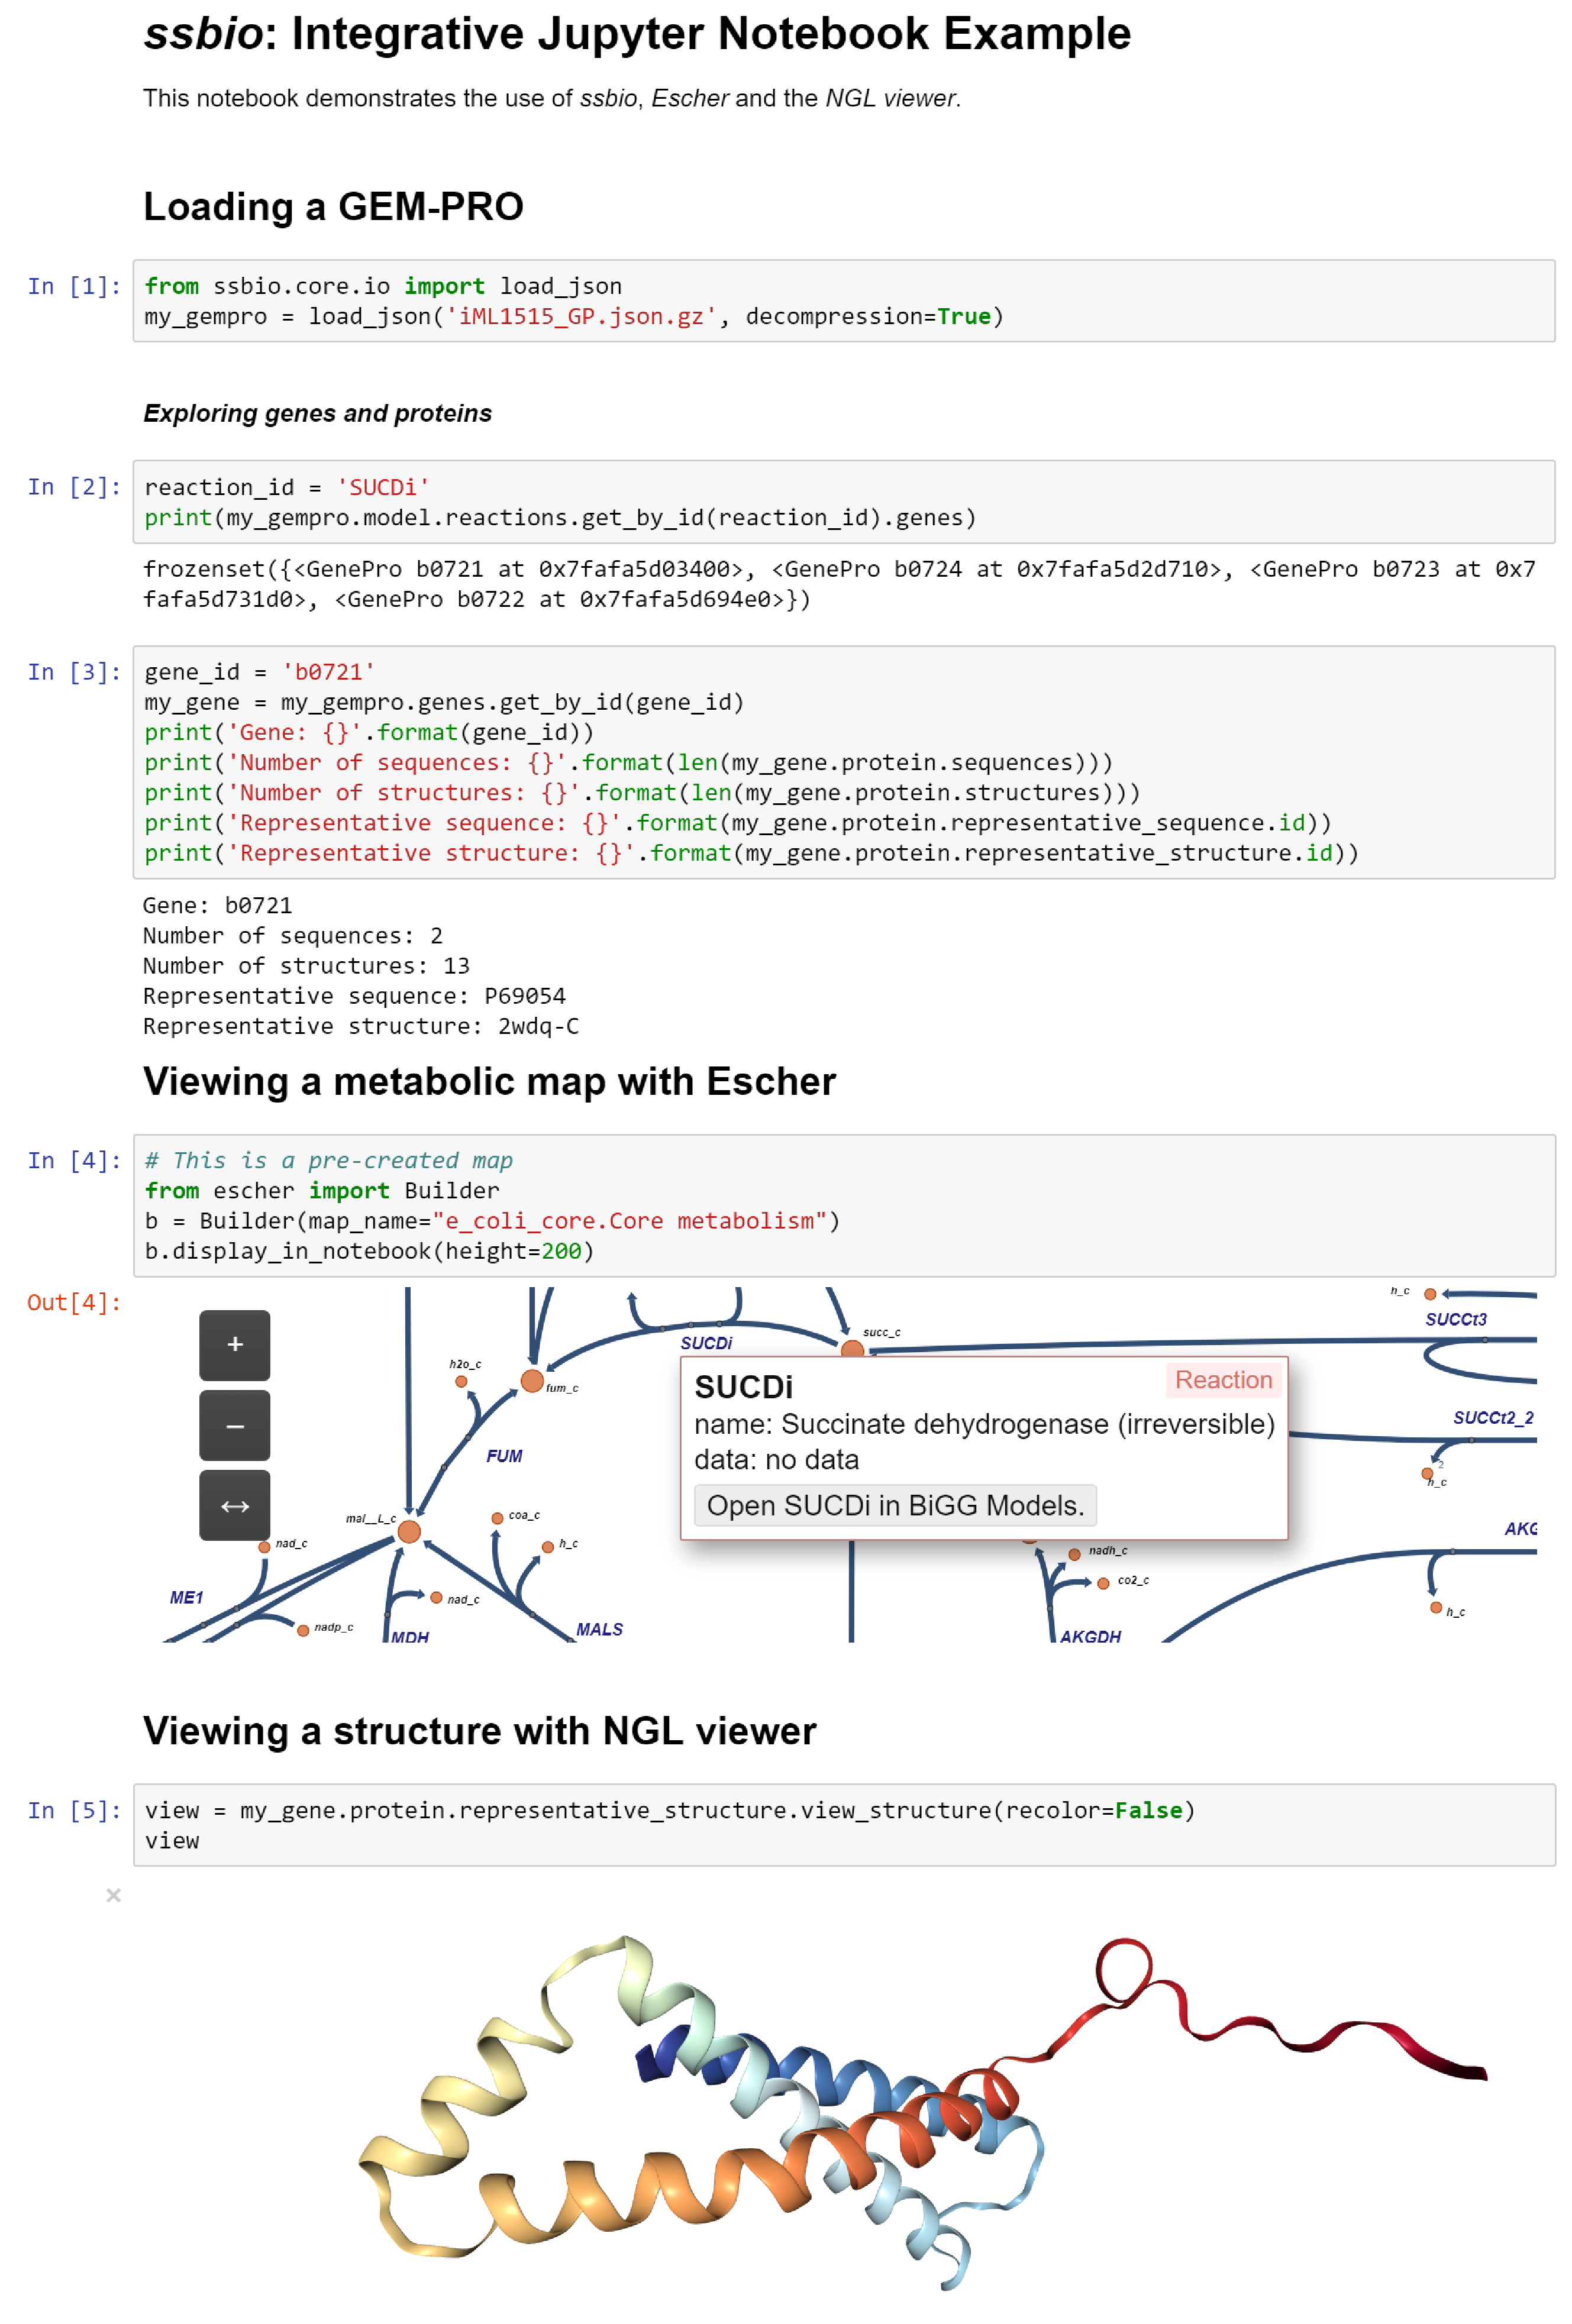 ssbio: Integrative Jupyter Notebook Example
This notebook demonstrates the use of ssbio, Escher and the NGL viewer.
Loading a GEM-PRO
In [1]:
from ssbio.core.io import load_json
my_gempro = load_json('iML1515_GP.json.gz', decompression=True)
Exploring genes and proteins
In [2]:
reaction_id = 'SUCDi'
print(my_gempro.model.reactions.get_by_id(reaction_id).genes)
frozenset({<GenePro b0721 at 0x7fafa5d03400>, <GenePro b0724 at 0x7fafa5d2d710>, <GenePro b0723 at 0x7
fafa5d731d0>, <GenePro b0722 at 0x7fafa5d694e0>})
In [3]:
gene_id = 'b0721'
my_gene = my_gempro.genes.get_by_id(gene_id)
print('Gene: {}'.format(gene_id))
print('Number of sequences: {}'.format(len(my_gene.protein.sequences)))
print('Number of structures: {}'.format(len(my_gene.protein.structures)))
print('Representative sequence: {}'.format(my_gene.protein.representative_sequence.id))
print('Representative structure: {}'.format(my_gene.protein.representative_structure.id))
Gene: b0721
Number of sequences: 2
Number of structures: 13
Representative sequence: P69054
Representative structure: 2wdq-C
Viewing a metabolic map with Escher
In [4]:
# This is a pre-created map
from escher import Builder
b = Builder(map_name="e_coli_core.Core metabolism")
b.display_in_notebook(height=200)
Out[4]:
+
−
↔
h_c
SUCCt3
succ_c
SUCDi
h2o_c
fum_c
SUCDi
Reaction
name: Succinate dehydrogenase (irreversible)
data: no data
Open SUCDi in BiGG Models.
SUCCt2_2
2
h_c
FUM
mal__L_c
coa_c
h_c
nad_c
AKG
nadh_c
co2_c
ME1
nad_c
h_c
nadp_c
MDH
MALS
AKGDH
Viewing a structure with NGL viewer
In [5]:
view = my_gene.protein.representative_structure.view_structure(recolor=False)
view
×